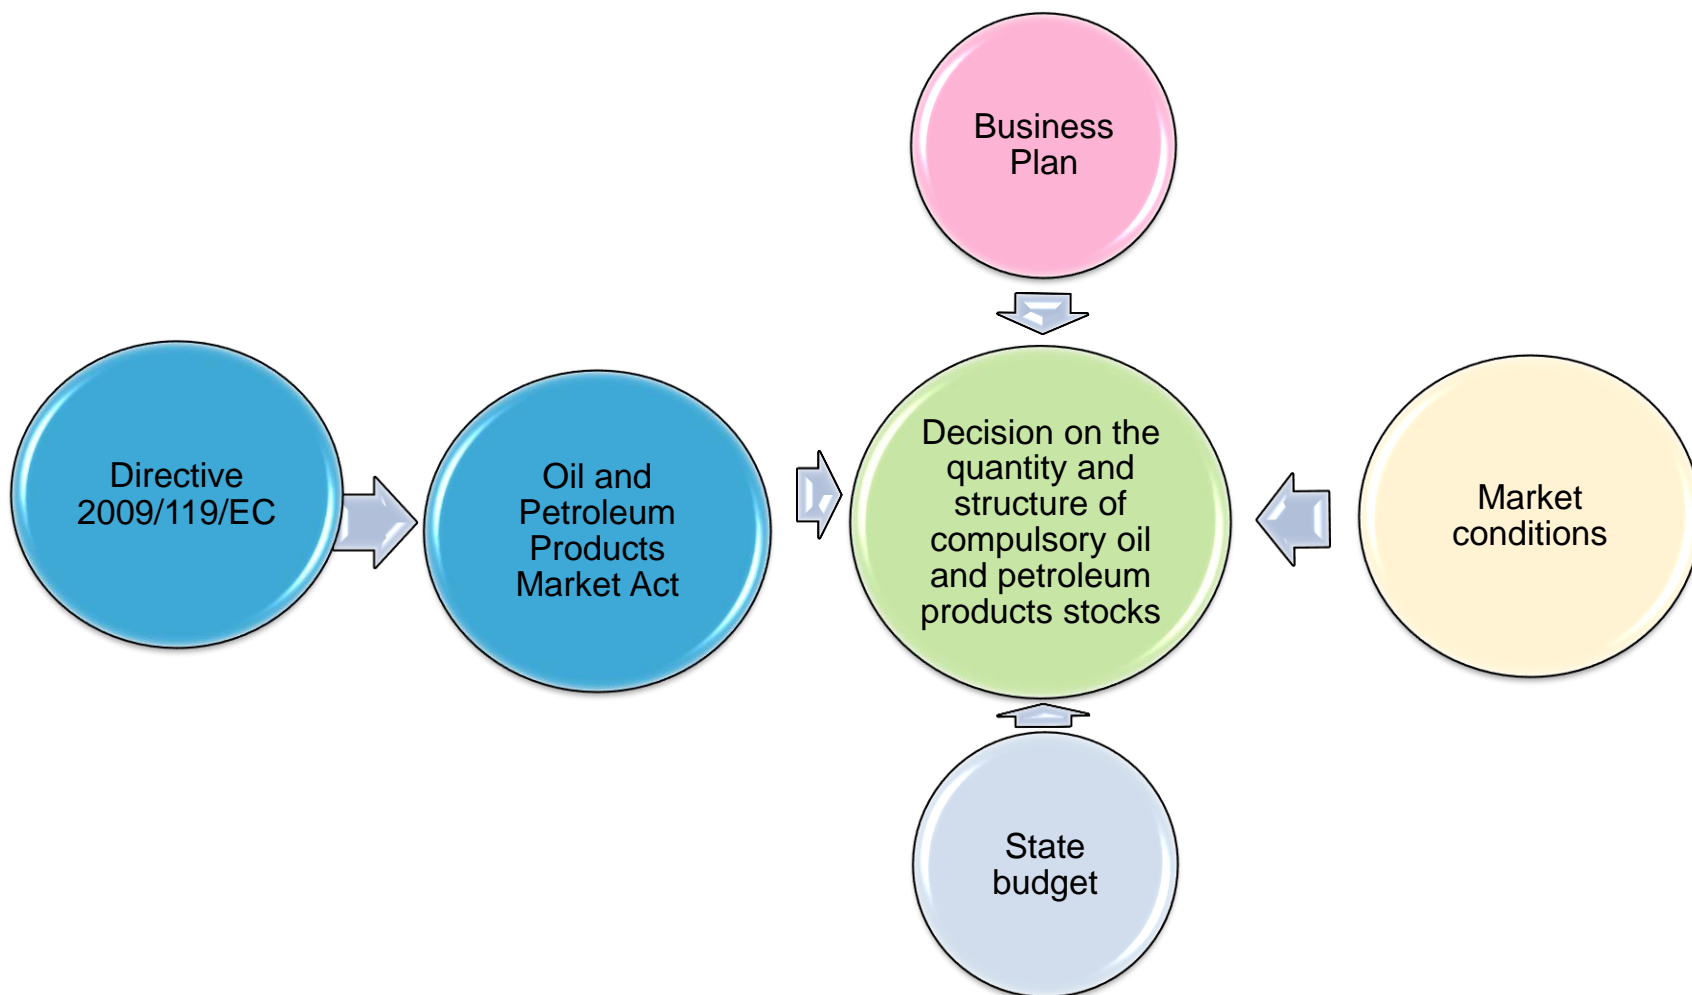 Business
Plan
Directive
2009/119/EC
Oil and
Petroleum
Products
Market Act
Decision on the
quantity and
structure of
compulsory oil
and petroleum
products stocks
Market
conditions
State
budget